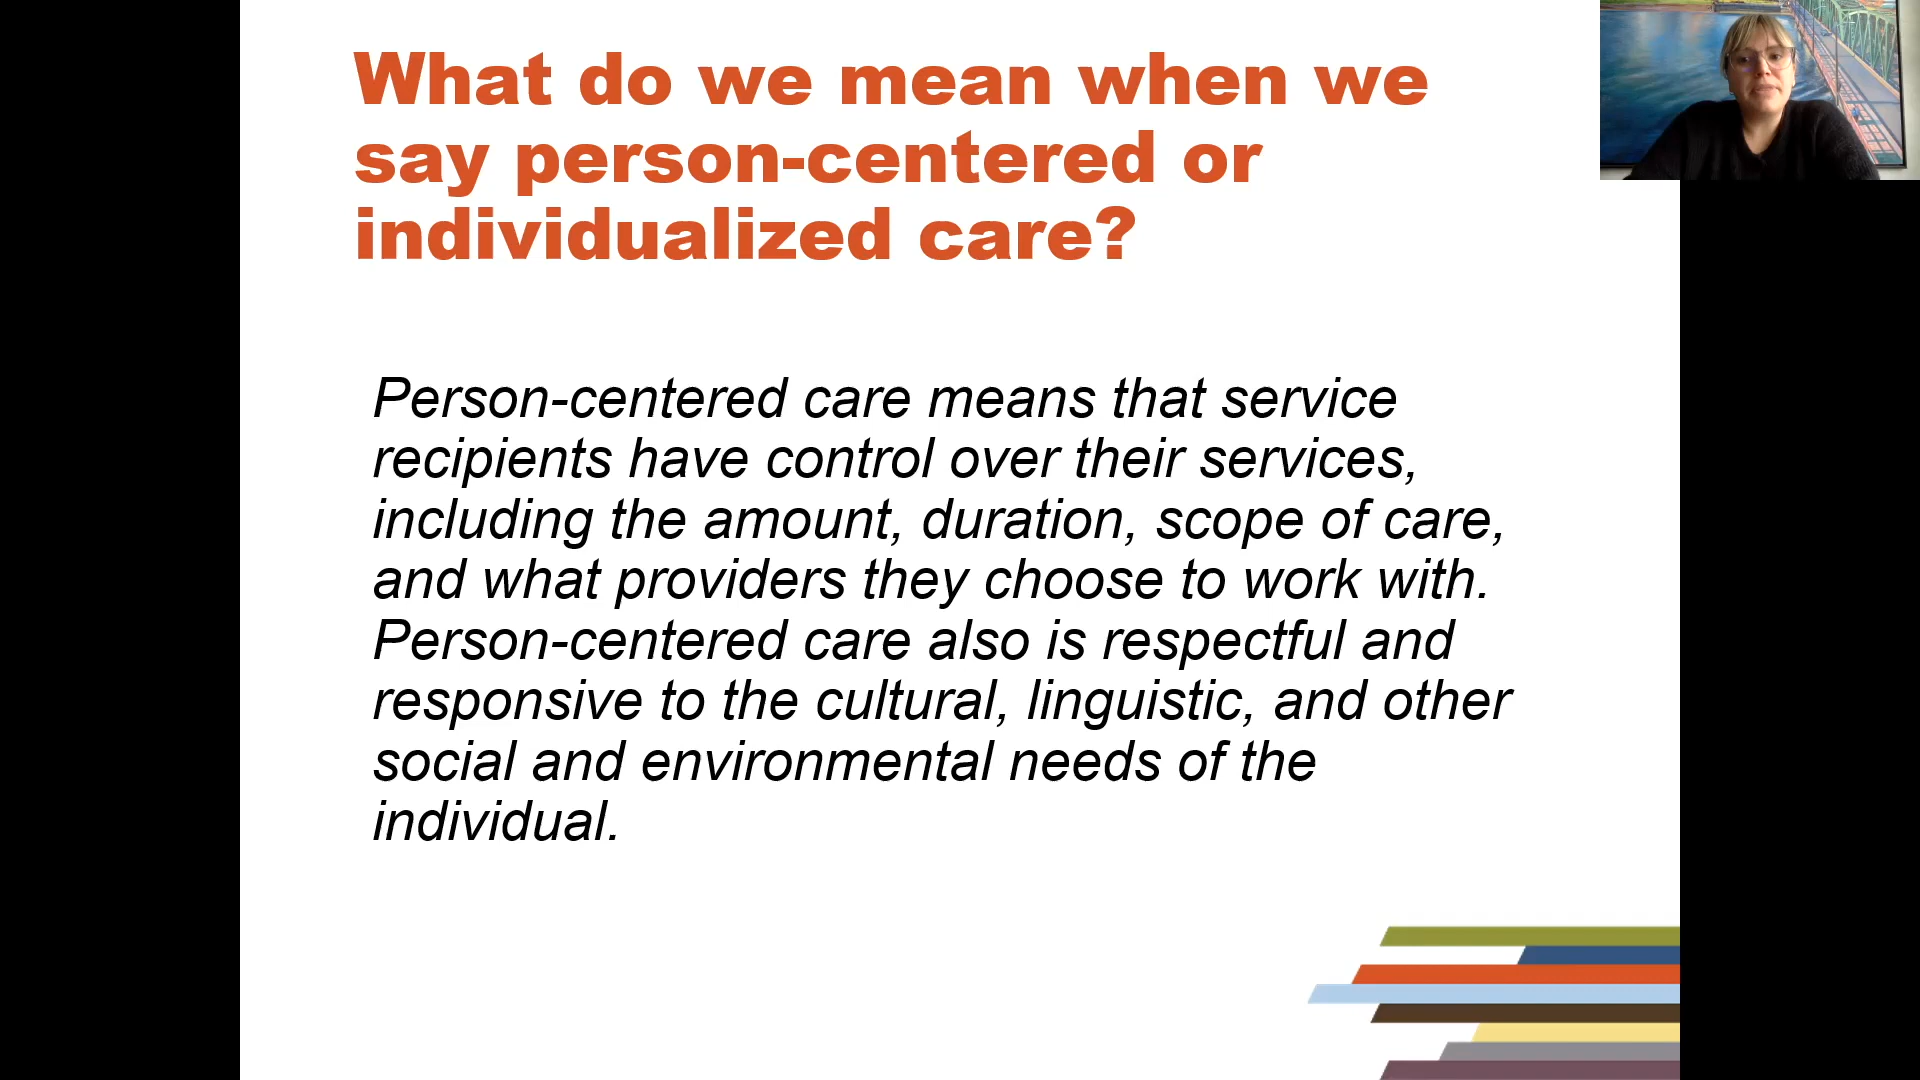 What do we mean when we
say person-centered or
individualized care?
Person-centered care means that service
recipients have control over their services,
including the amount, duration, scope of care,
and what providers they choose to work with.
Person-centered care also is respectful and
responsive to the cultural, linguistic, and other
social and environmental needs of the
individual.